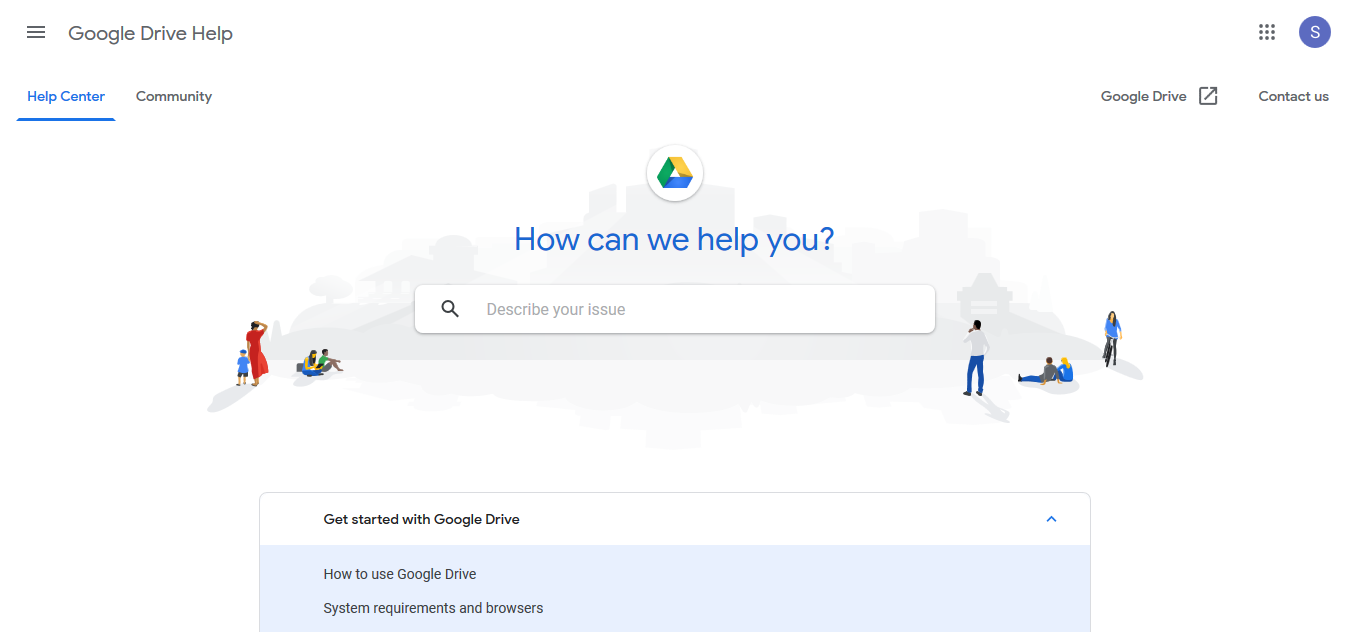 Google Drive Help
S
Help Center
Community
Google Drive
Contact us
How can we help you?
Describe your issue
Get started with Google Drive
How to use Google Drive
System requirements and browsers